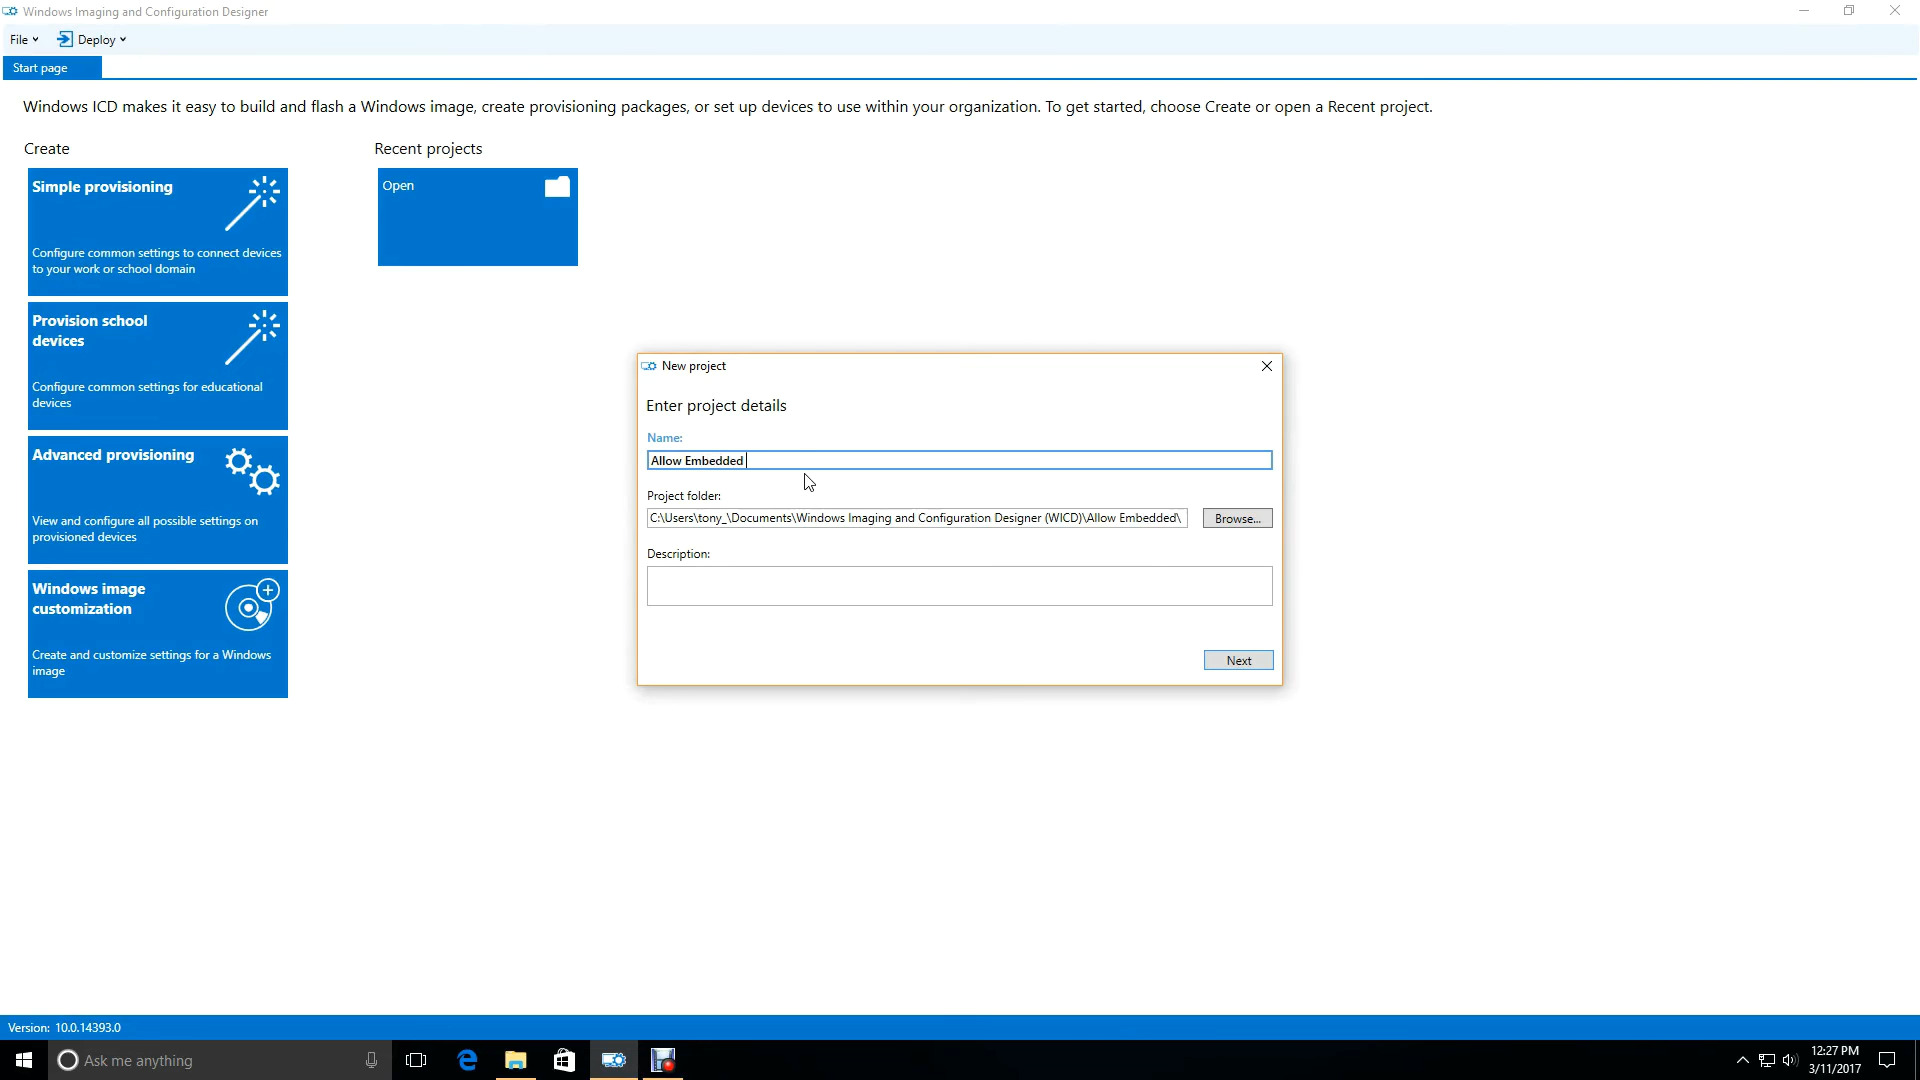 Windows Imaging and Configuration Designer
File
Deploy
Start page
Windows ICD makes it easy to build and flash a Windows image, create provisioning packages, or set up devices to use within your organization. To get started, choose Create or open a Recent project.
Create
Recent projects
Simple provisioning
Configure common settings to connect devices
to your work or school domain
Open
Provision school
devices
Configure common settings for educational
devices
Advanced provisioning
View and configure all possible settings on
provisioned devices
Windows image
customization
Create and customize settings for a Windows
image
New project
Enter project details
Name:
Allow Embedded
Project folder:
C:\Users\tony_\Documents\Windows Imaging and Configuration Designer (WICD)\Allow Embedded\
Browse...
Description:
Next
Version: 10.0.14393.0
Ask me anything
12:27 PM
3/11/2017